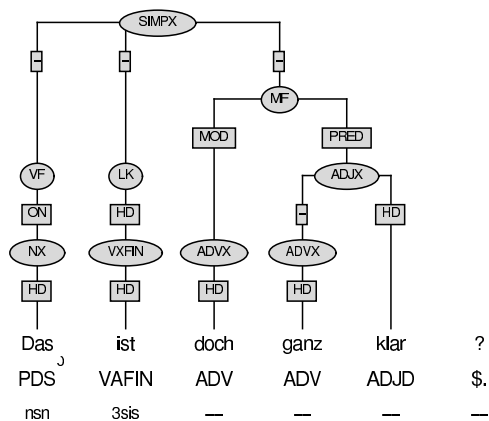 SIMPX
- - -
MF
MOD PRED
VF LK ADJX
ON HD - HD
NX VXFIN ADVX ADVX
HD HD HD HD
Das ist doch ganz klar ?
PDS VAFIN ADV ADV ADJD $.
nsn 3sis -- -- -- --